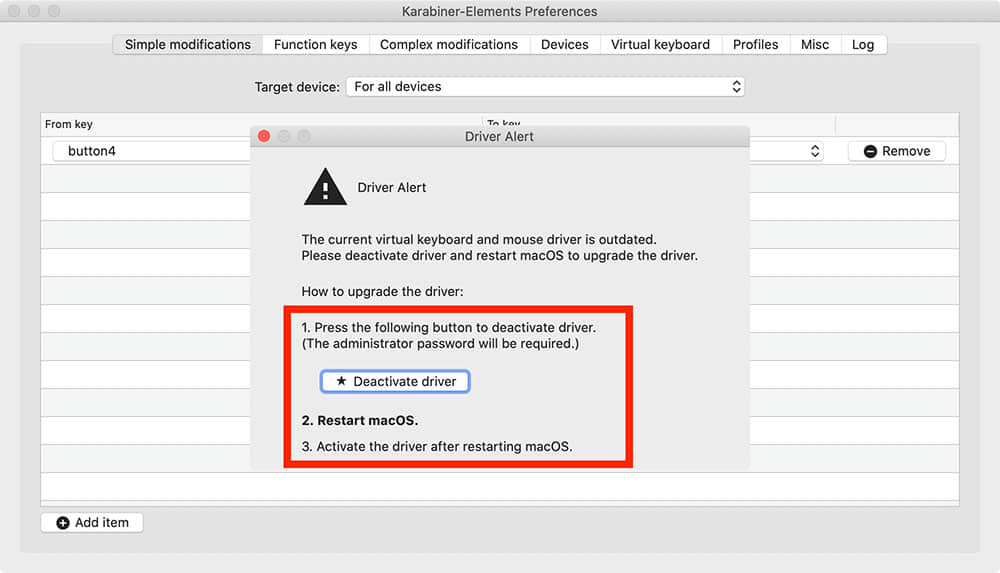 Karabiner-Elements Preferences
Simple modifications Function keys Complex modifications Devices Virtual keyboard Profiles Misc Log
Target device: For all devices
From key To key
Driver Alert
button4 Remove
Driver Alert
The current virtual keyboard and mouse driver is outdated.
Please deactivate driver and restart macOS to upgrade the driver.
How to upgrade the driver:
1. Press the following button to deactivate driver.
(The administrator password will be required.)
★ Deactivate driver
2. Restart macOS.
3. Activate the driver after restarting macOS.
Add item